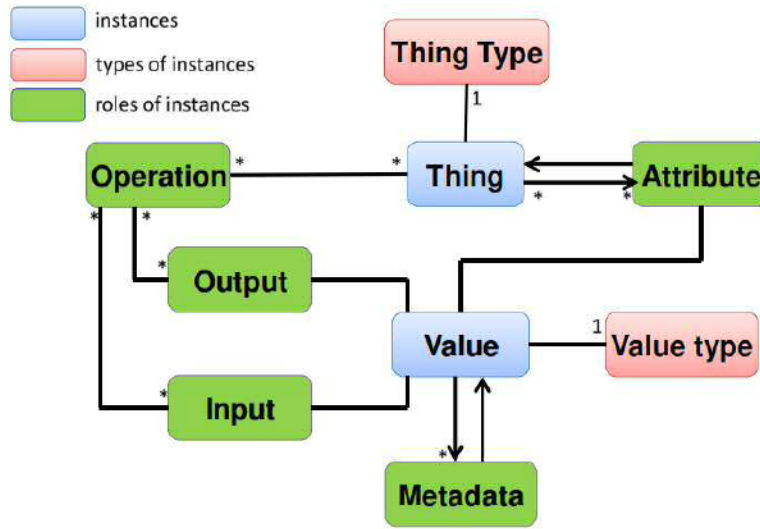 instances
types of instances
roles of instances
Thing Type
1
*
*
Operation
Thing
Attribute
*
*
*
*
*
Output
Value
1
Value type
*
Input
*
Metadata